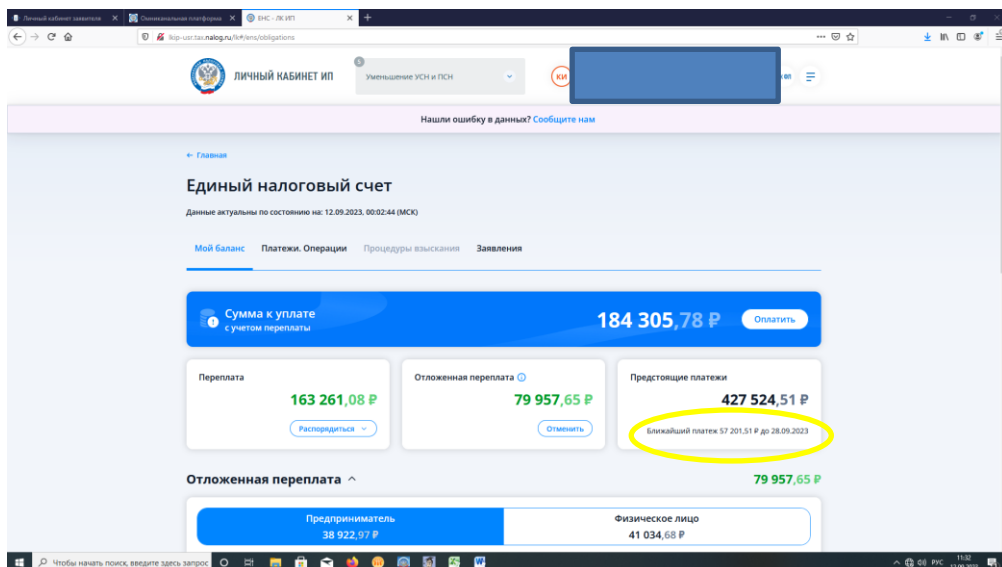 Личный кабинет заявителя
Омниканальная платформа
ЕНС - ЛК ИП
lkip-usr.tax.nalog.ru/lk#/ens/obligations
ЛИЧНЫЙ КАБИНЕТ ИП
5
Уменьшение УСН и ПСН
КИ
Нашли ошибку в данных? Сообщите нам
← Главная
Единый налоговый счет
Данные актуальны по состоянию на: 12.09.2023, 00:02:44 (МСК)
Мой баланс Платежи. Операции Процедуры взыскания Заявления
Сумма к уплате
с учетом переплаты
184 305,78 ₽
Оплатить
Переплата
163 261,08 ₽
Распорядиться
Отложенная переплата
79 957,65 ₽
Отменить
Предстоящие платежи
427 524,51 ₽
Ближайший платеж 57 201,51 ₽ до 28.09.2023
Отложенная переплата
79 957,65 ₽
Предприниматель
38 922,97 ₽
Физическое лицо
41 034,68 ₽
Чтобы начать поиск, введите здесь запрос
РУС
11:32
12.09.2023